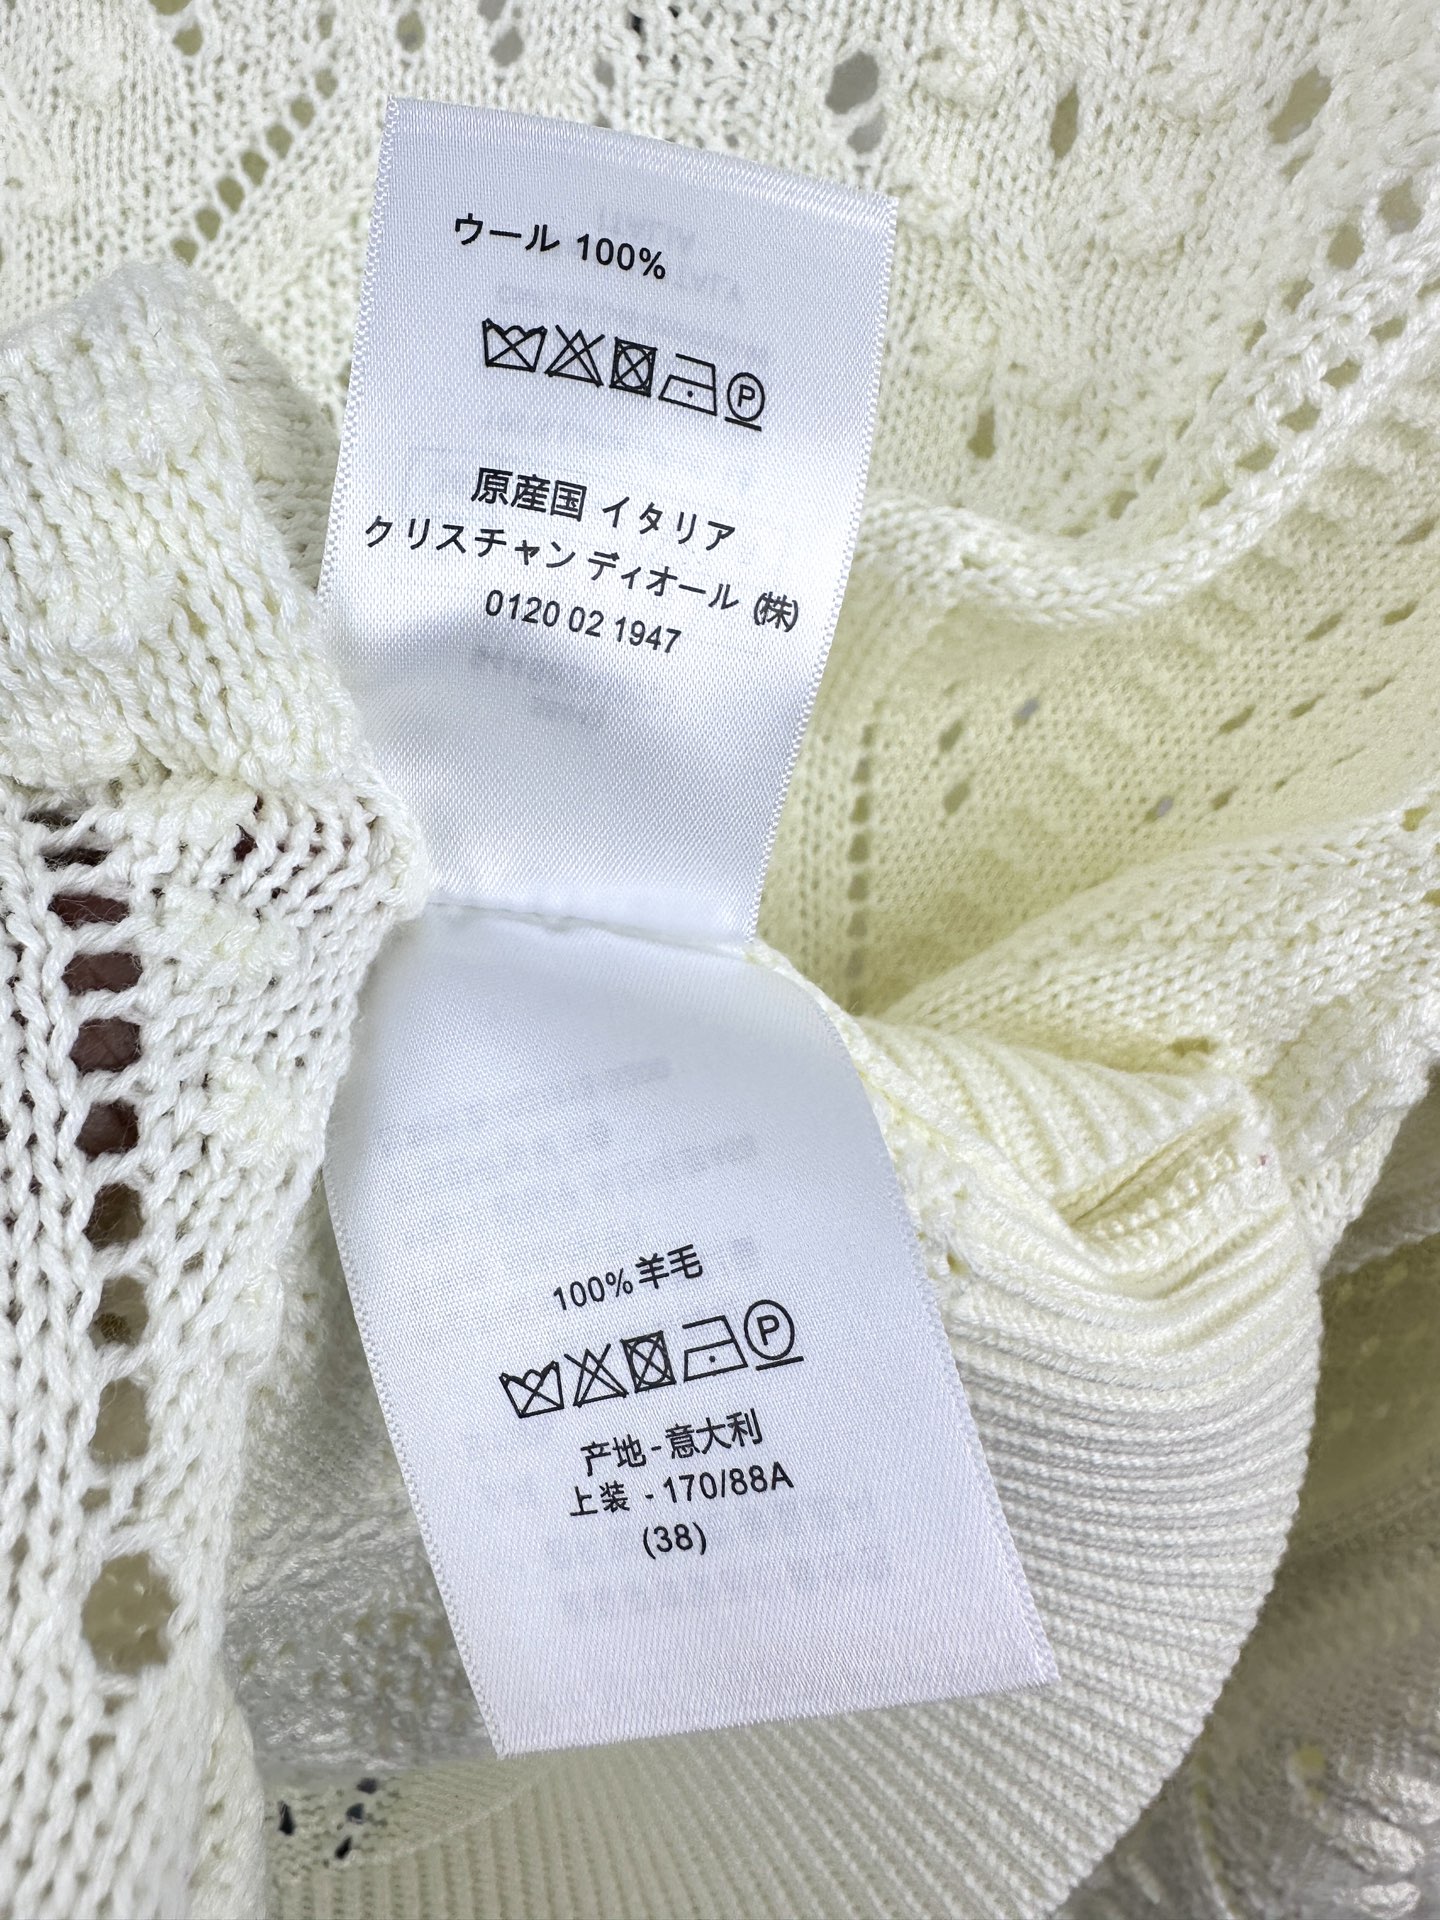 ウール 100%
P
原産国 イタリア
クリスチャン ディオール (株)
0120 02 1947
100%羊毛
P
产地-意大利
上装 - 170/88A
(38)